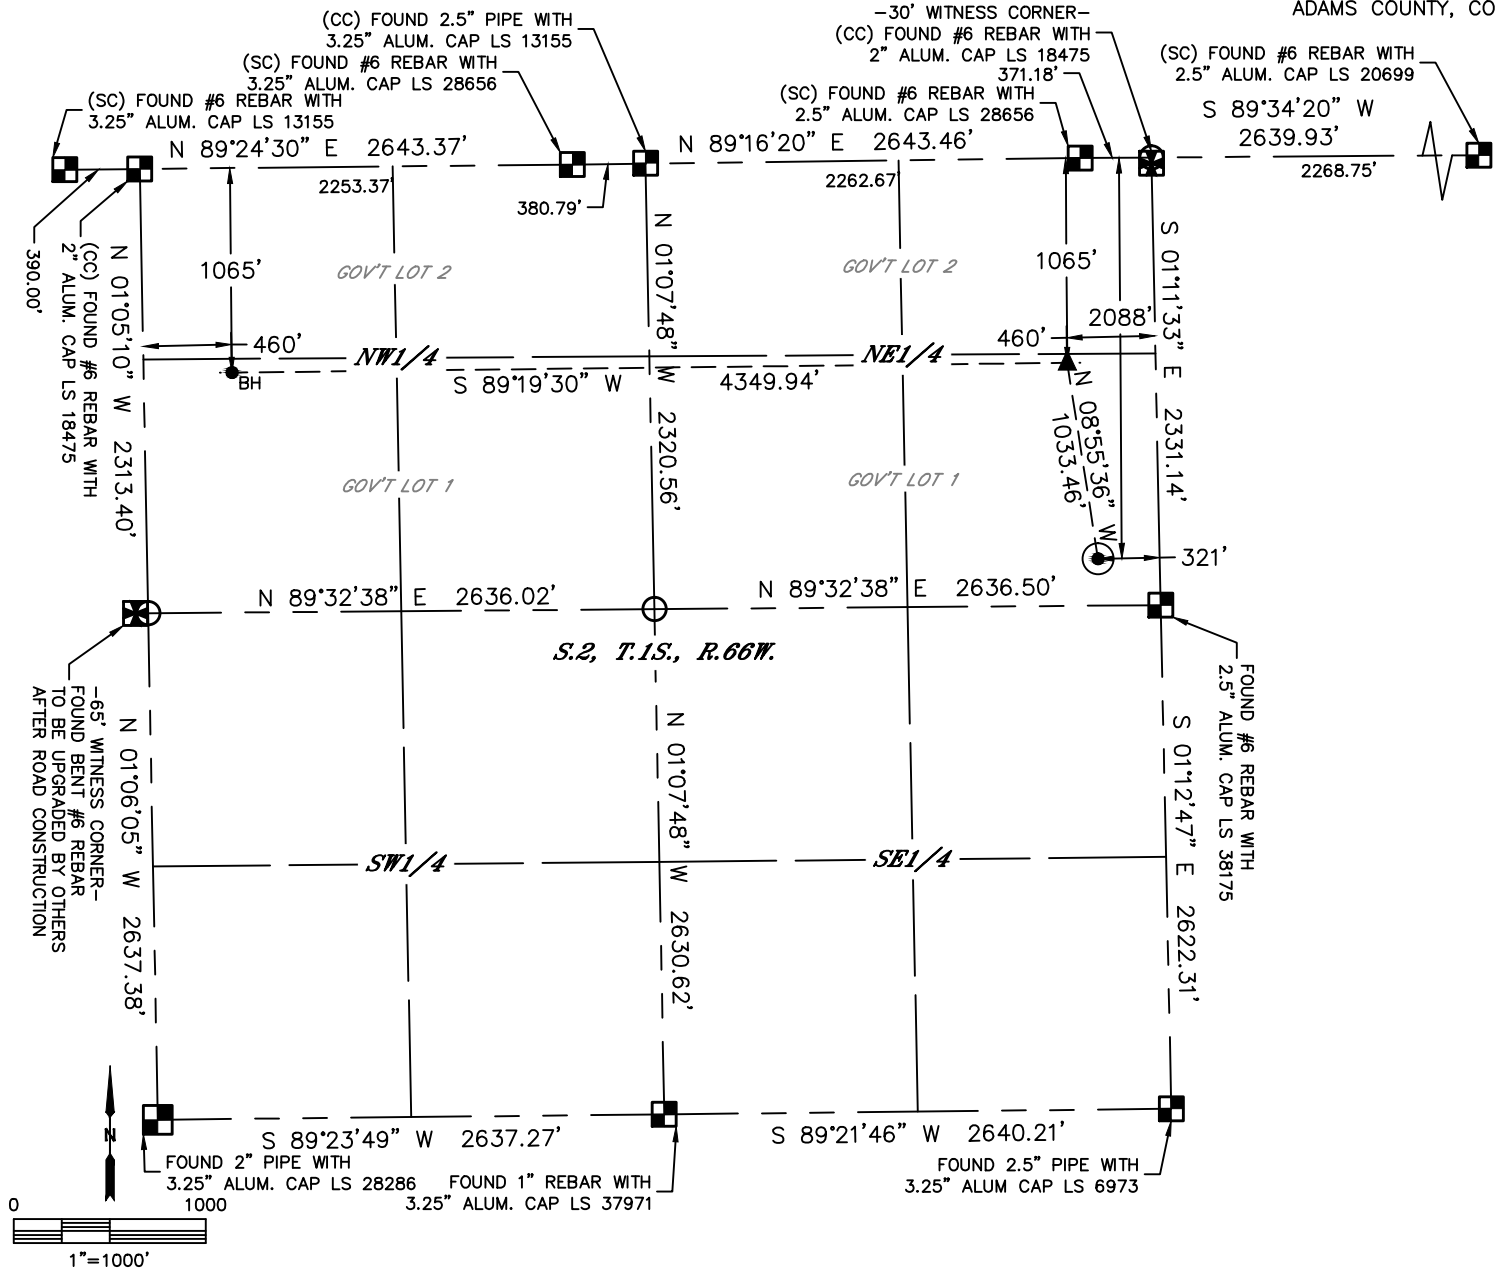 ADAMS COUNTY, CO
(CC) FOUND 2.5" PIPE WITH
3.25" ALUM. CAP LS 13155
(SC) FOUND #6 REBAR WITH
3.25" ALUM. CAP LS 28656
(SC) FOUND #6 REBAR WITH
3.25" ALUM. CAP LS 13155
-30' WITNESS CORNER-
(CC) FOUND #6 REBAR WITH
2" ALUM. CAP LS 18475
371.18'
(SC) FOUND #6 REBAR WITH
2.5" ALUM. CAP LS 28656
(SC) FOUND #6 REBAR WITH
2.5" ALUM. CAP LS 20699
S 89°34'20" W
2639.93'
2268.75'
N 89°24'30" E 2643.37'
2253.37'
380.79'
N 89°16'20" E 2643.46'
2262.67'
390.00'
(CC) FOUND #6 REBAR WITH
2" ALUM. CAP LS 18475
N 01°05'10" W 2313.40'
1065'
GOV'T LOT 2
460'
BH
NW1/4
N 01°07'48" W 2320.56'
GOV'T LOT 2
1065'
2088'
460'
NE1/4
S 01°11'33" E 2331.14'
S 89°19'30" W 4349.94'
N 08°55'36" W
1033.46'
GOV'T LOT 1
GOV'T LOT 1
321'
N 89°32'38" E 2636.02'
N 89°32'38" E 2636.50'
S.2, T.1S., R.66W.
-65' WITNESS CORNER-
FOUND BENT #6 REBAR
TO BE UPGRADED BY OTHERS
AFTER ROAD CONSTRUCTION
N 01°06'05" W 2637.38'
N 01°07'48" W 2630.62'
S 01°12'47" E 2622.31'
FOUND #6 REBAR WITH
2.5" ALUM. CAP LS 38175
SW1/4
SE1/4
S 89°23'49" W 2637.27'
S 89°21'46" W 2640.21'
FOUND 2" PIPE WITH
3.25" ALUM. CAP LS 28286
FOUND 1" REBAR WITH
3.25" ALUM. CAP LS 37971
FOUND 2.5" PIPE WITH
3.25" ALUM CAP LS 6973
N
0 1000
1"=1000'